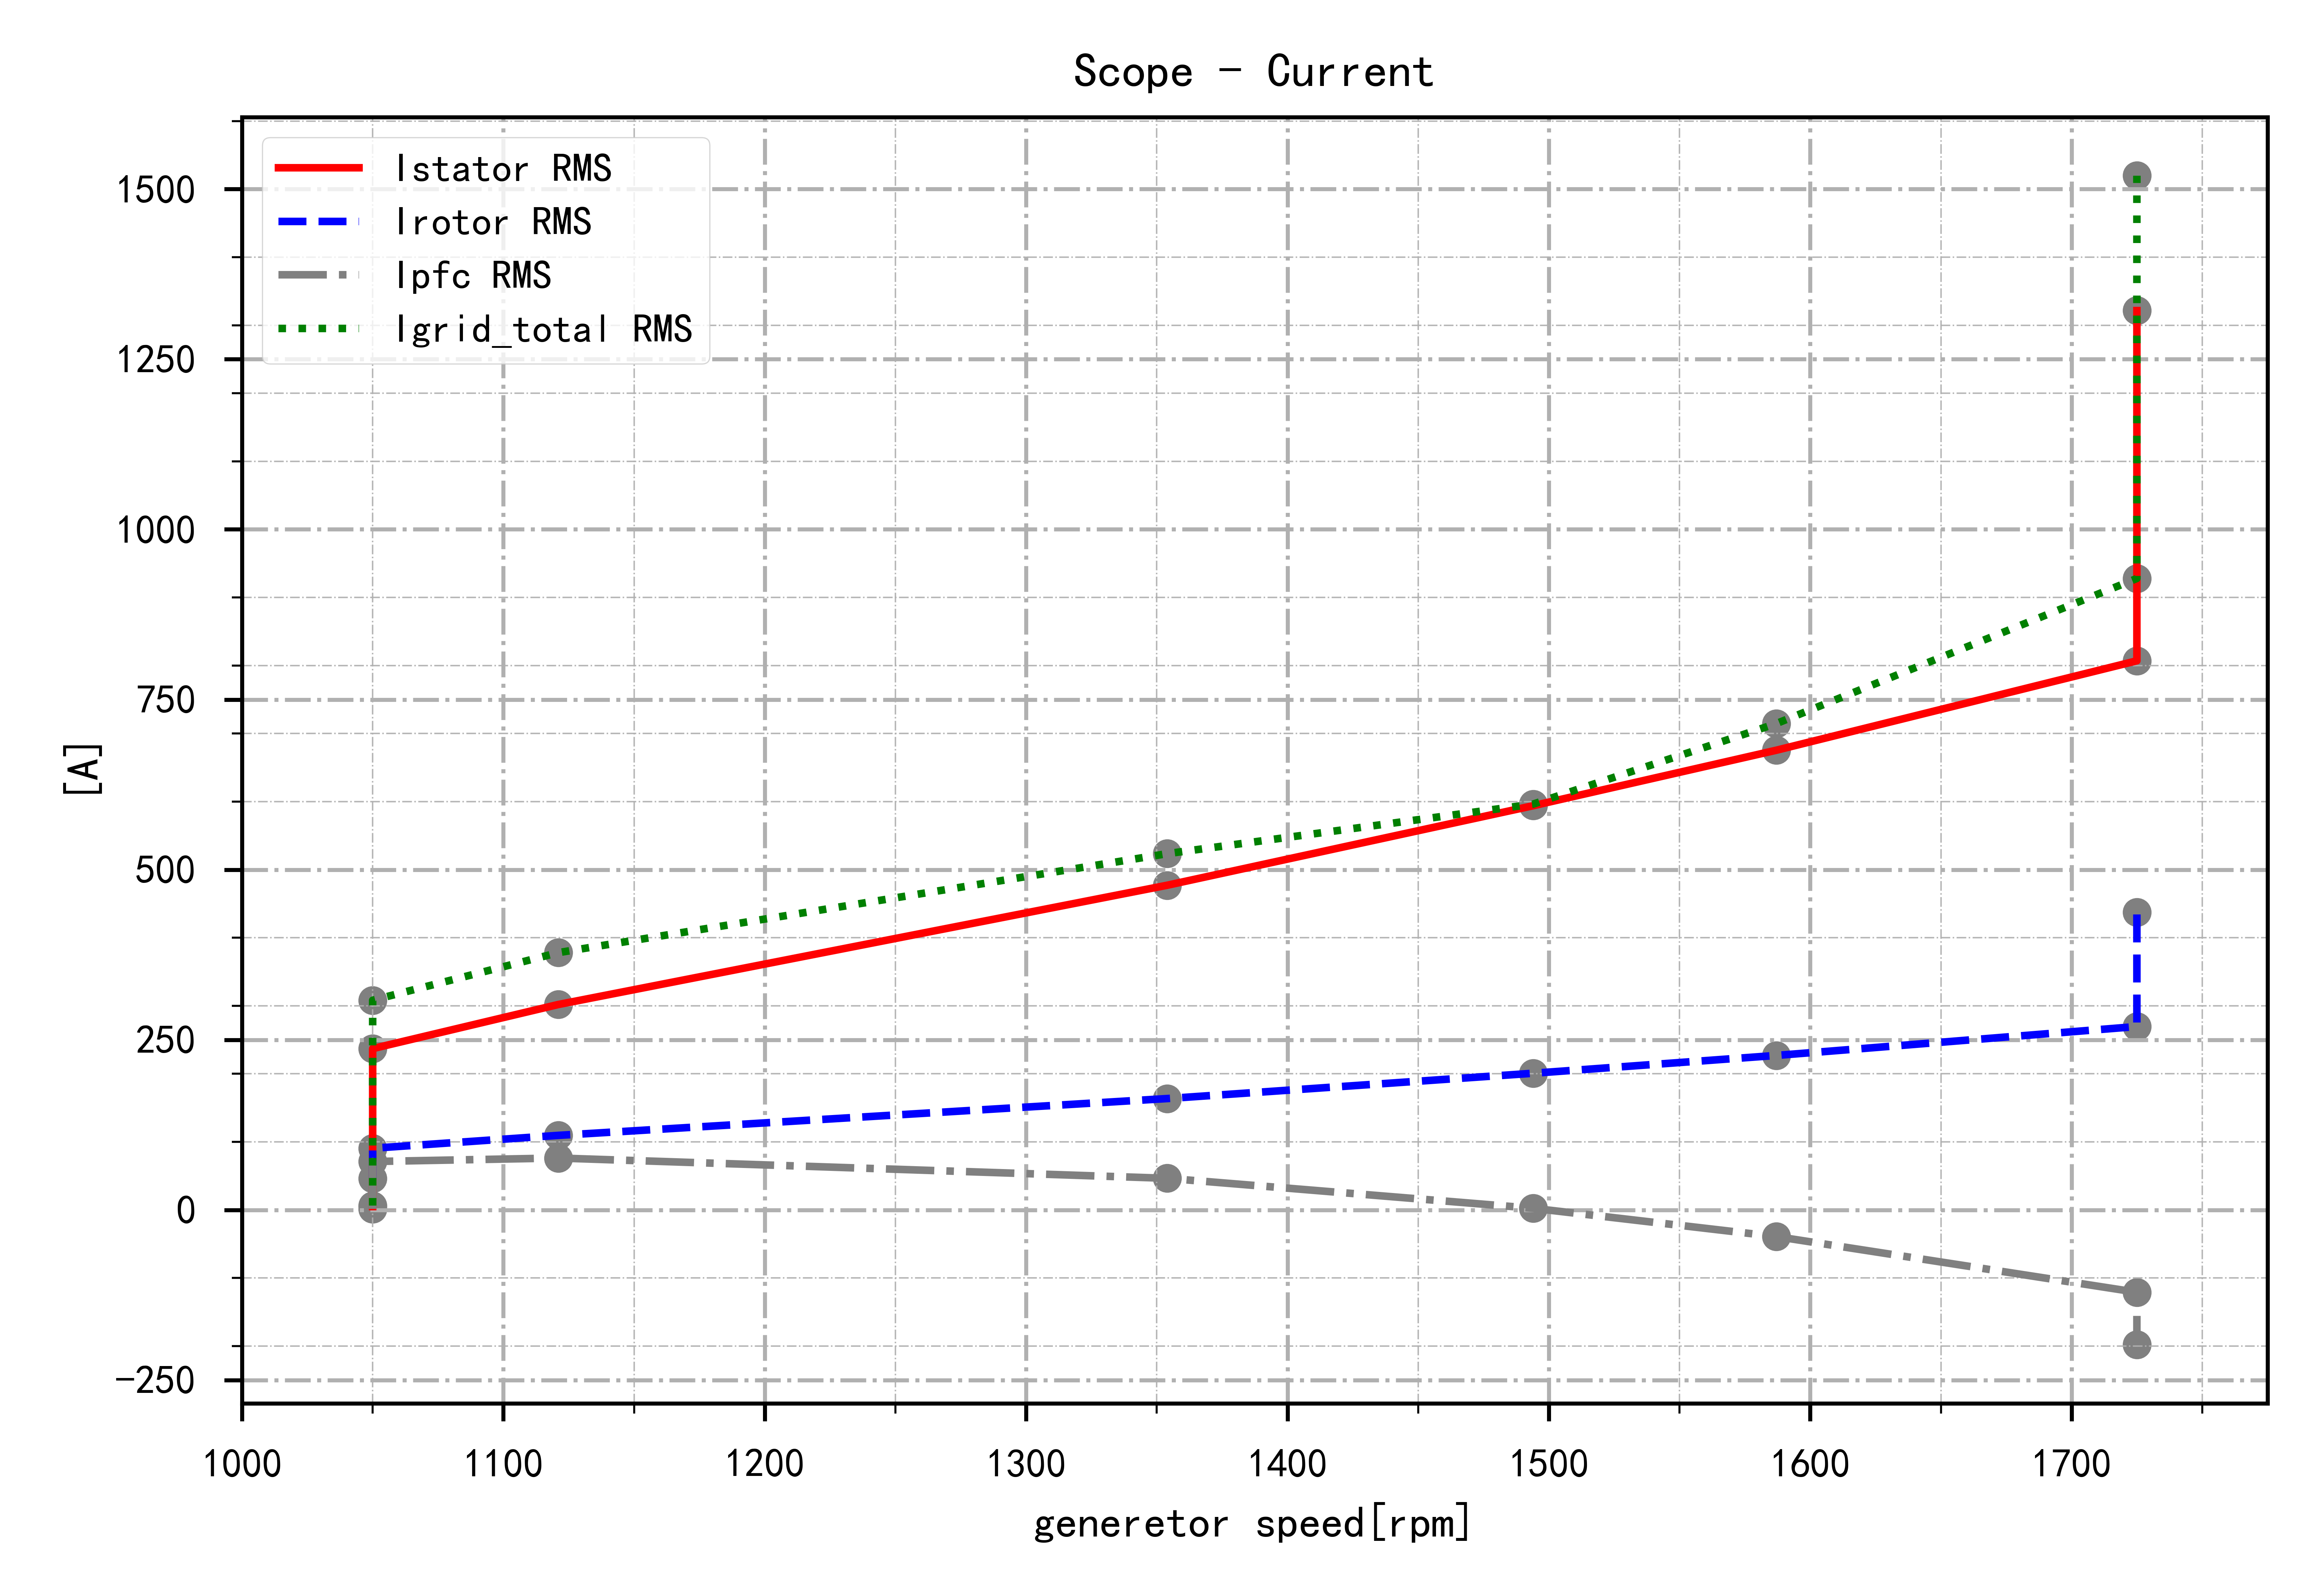 Scope - Current
Istator RMS
Irotor RMS
Ipfc RMS
Igrid_total RMS
1500
1250
1000
750
500
250
0
-250
[A]
1000 1100 1200 1300 1400 1500 1600 1700
generetor speed[rpm]